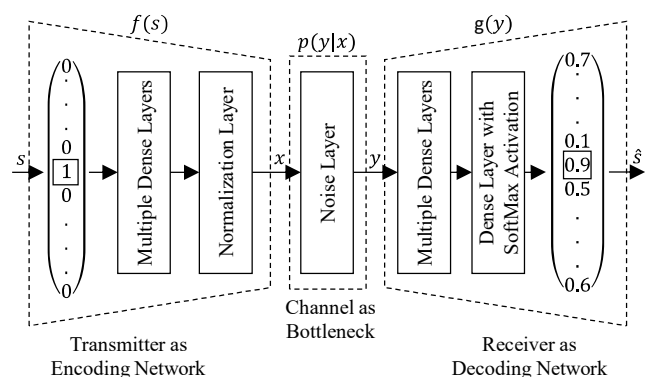 f(s)
p(y|x)
g(y)
s
0
.
.
.
0
1
0
.
.
.
0
Multiple Dense Layers
Normalization Layer
x
Noise Layer
y
Multiple Dense Layers
Dense Layer with
SoftMax Activation
0.7
.
.
0.1
0.9
0.5
.
.
.
0.6
ŝ
Channel as
Bottleneck
Transmitter as
Encoding Network
Receiver as
Decoding Network